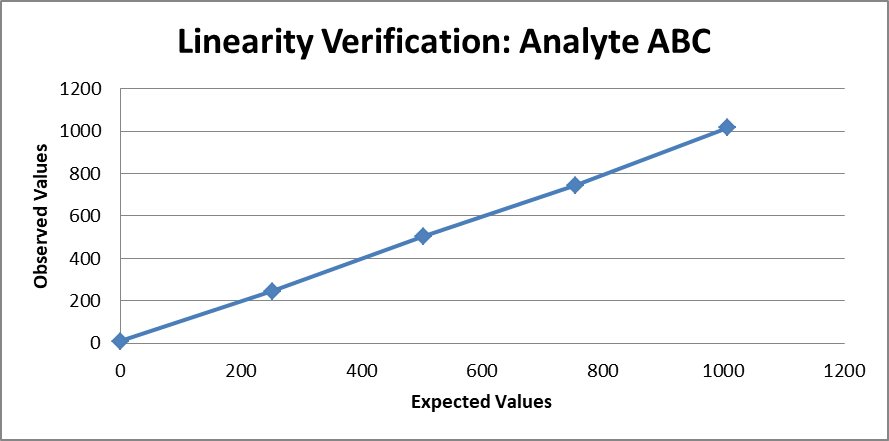 Linearity Verification: Analyte ABC
1200
1000
800
600
400
200
0
Observed Values
0 200 400 600 800 1000 1200
Expected Values